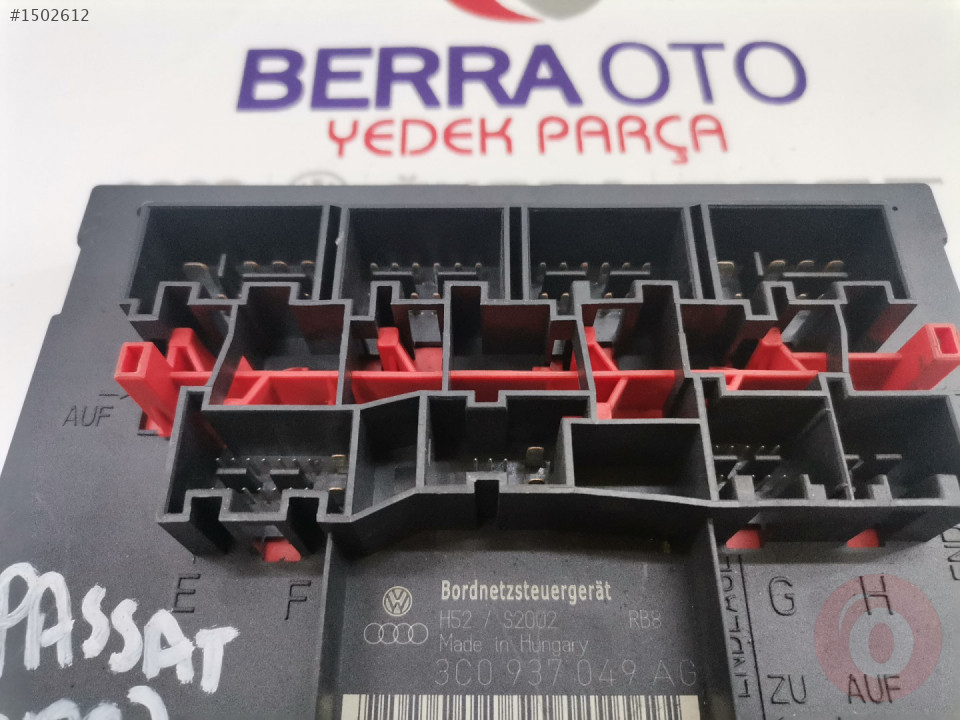 #1502612
BERRA OTO
YEDEK PARÇA
AUF
E
F
G
H
PASSAT
Bordnetzsteuergerät
H52 / S2002 RB8
Made in Hungary
3C0 937 049 AG
ZU
AUF